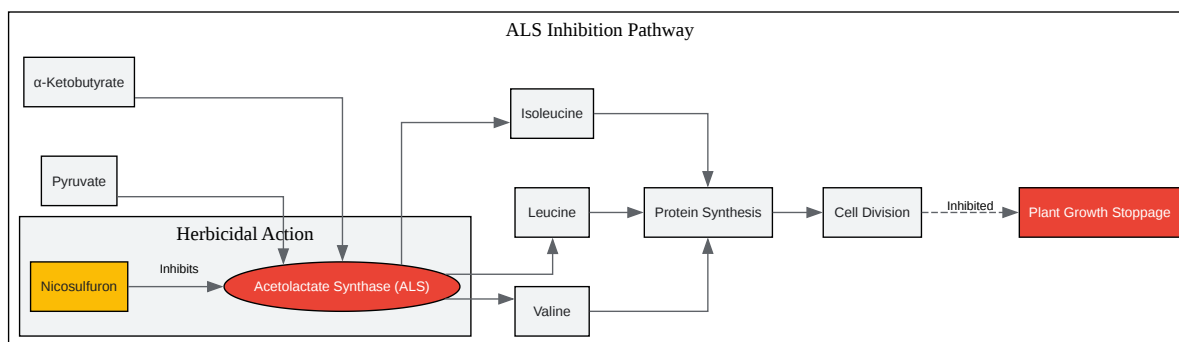 ALS Inhibition Pathway
α-Ketobutyrate
Isoleucine
Pyruvate
Leucine
Protein Synthesis
Cell Division
Inhibited
Plant Growth Stoppage
Herbicidal Action
Nicosulfuron
Inhibits
Acetolactate Synthase (ALS)
Valine